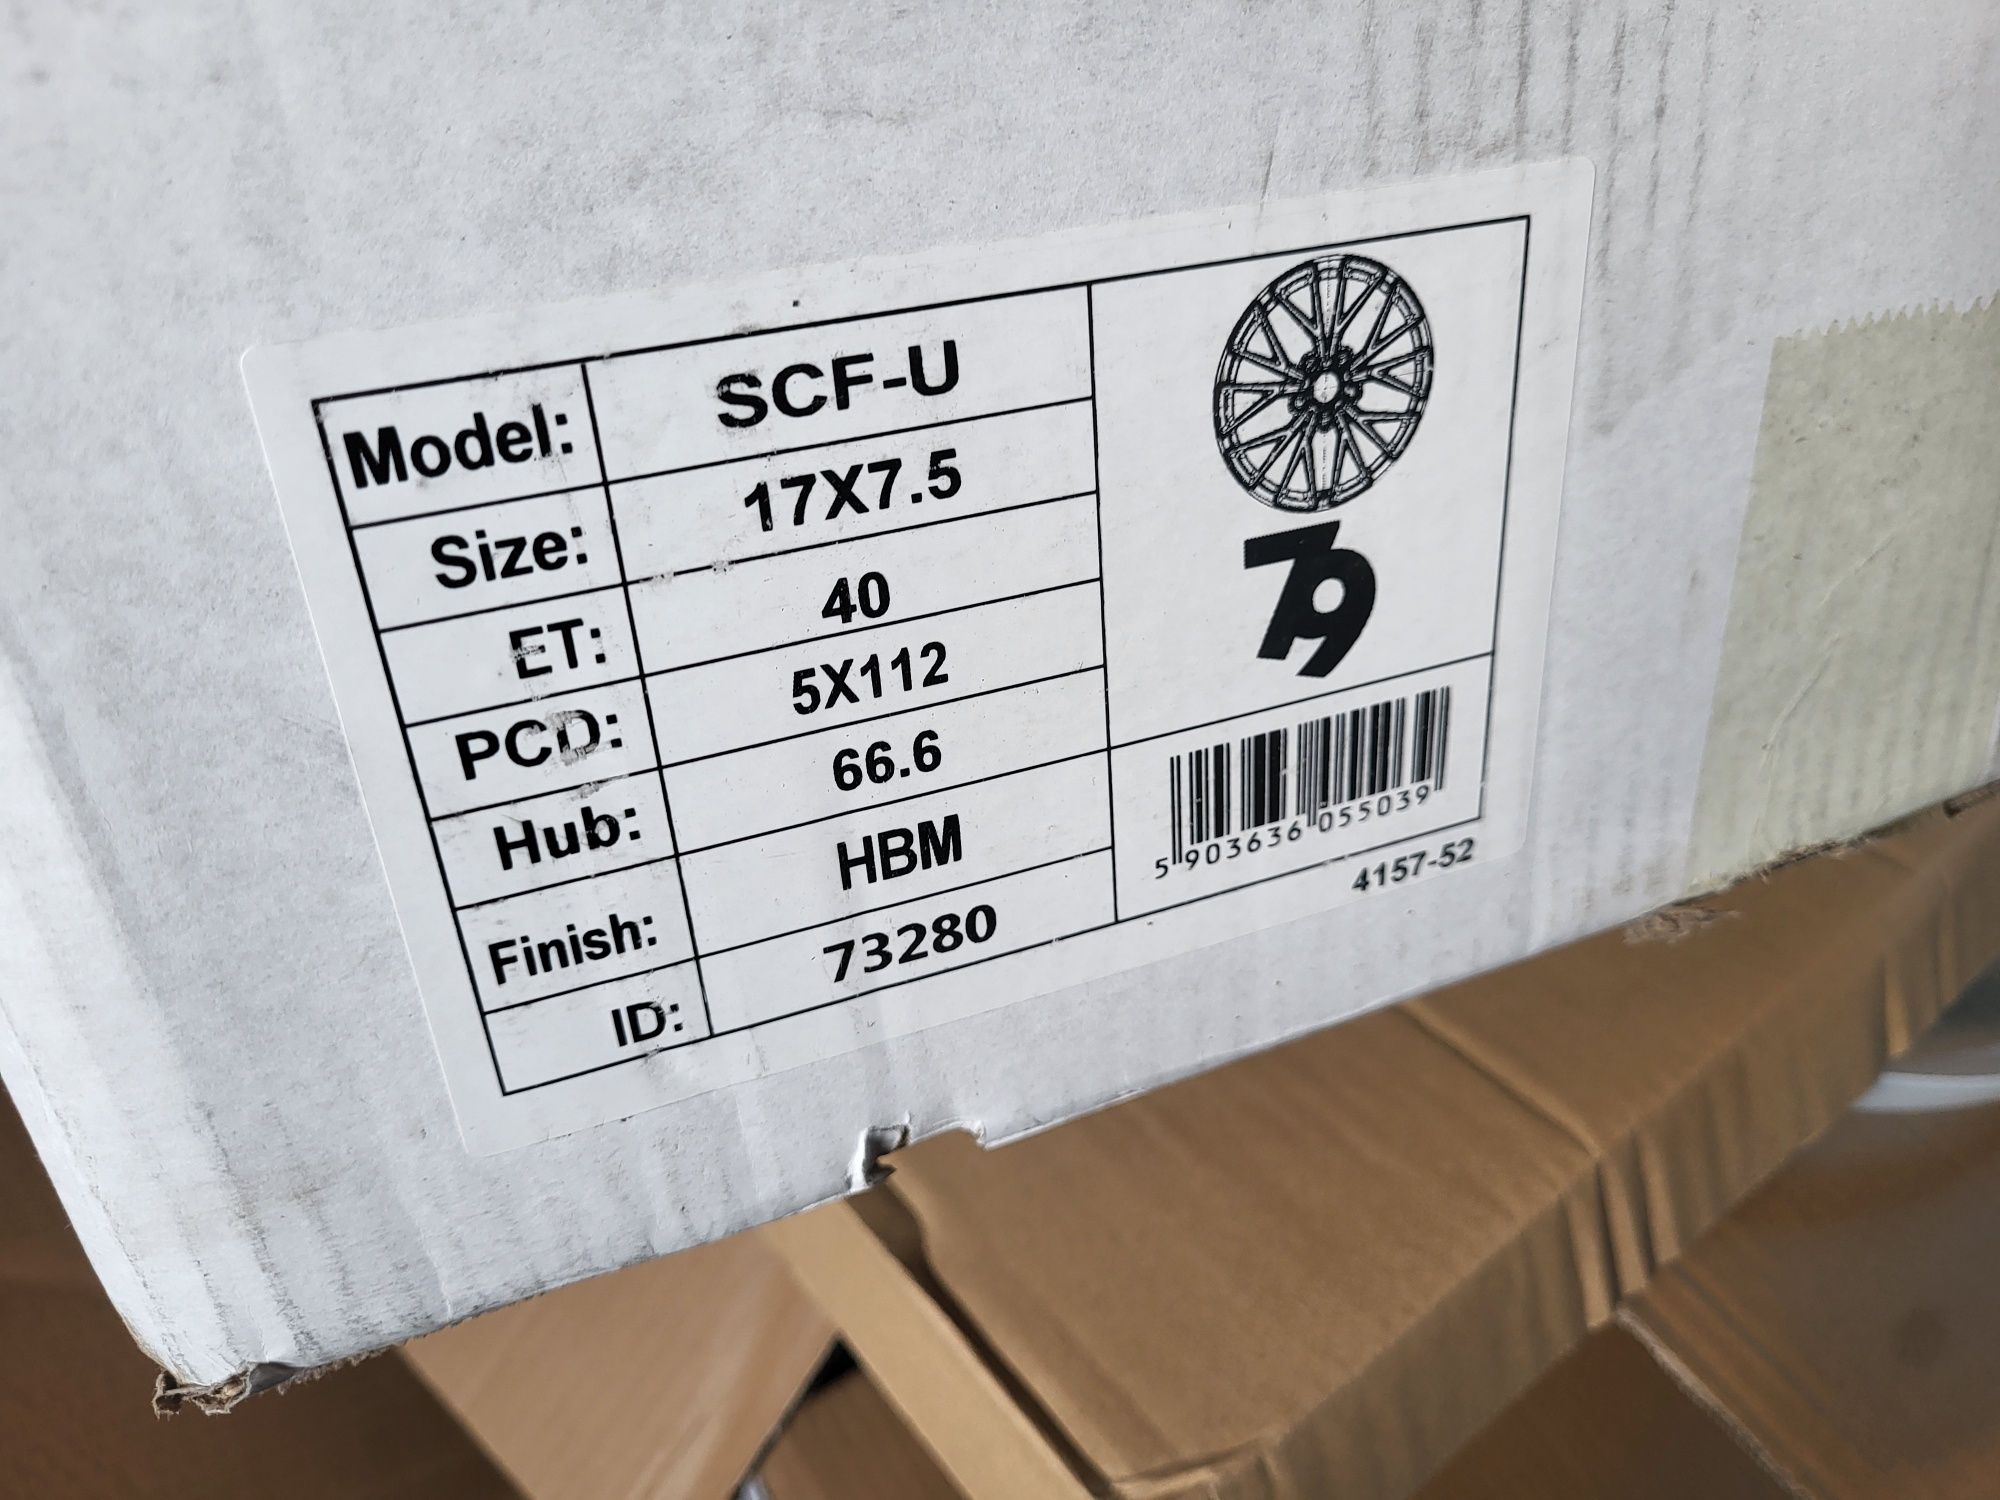 Model: SCF-U
Size: 17X7.5
ET: 40
PCD: 5X112
Hub: 66.6
Finish: HBM
ID: 73280
79
5 903636 055039
4157-52